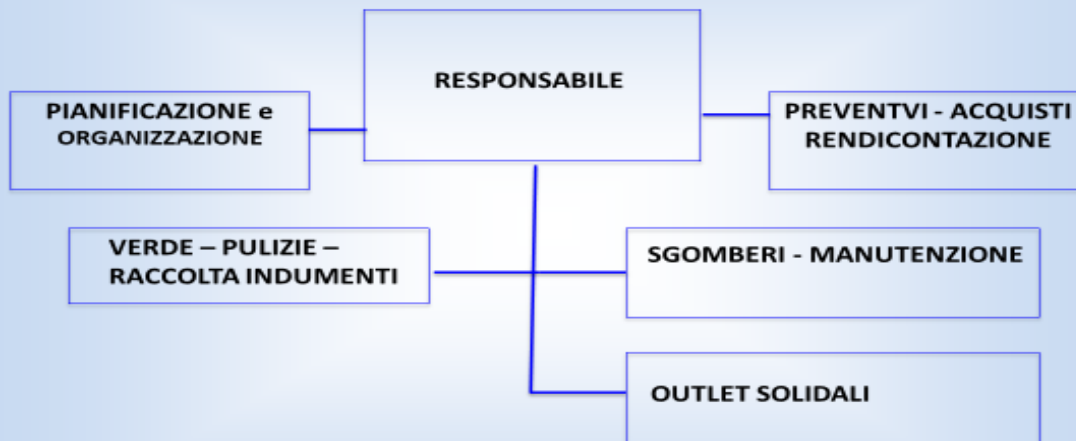 RESPONSABILE
PIANIFICAZIONE e
ORGANIZZAZIONE
PREVENTVI - ACQUISTI
RENDICONTAZIONE
VERDE – PULIZIE –
RACCOLTA INDUMENTI
SGOMBERI - MANUTENZIONE
OUTLET SOLIDALI